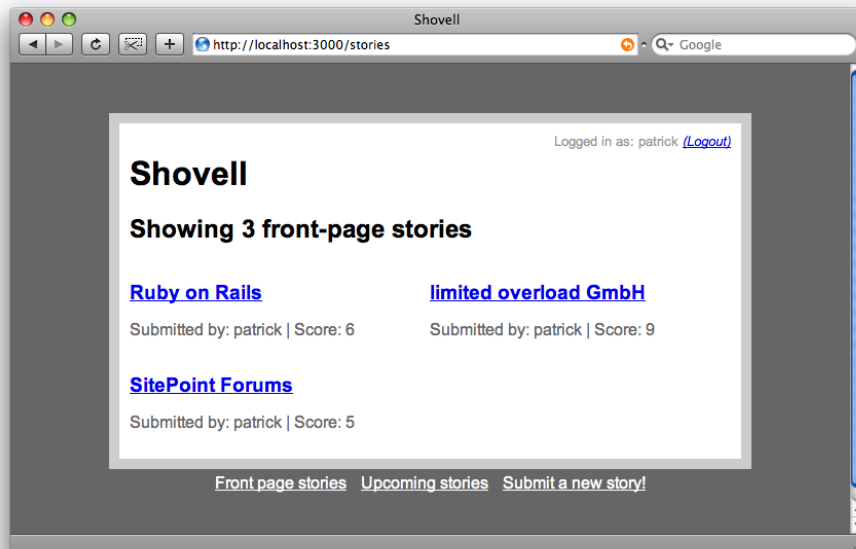 Shovell
http://localhost:3000/stories
Google
Logged in as: patrick (Logout)
Shovell
Showing 3 front-page stories
Ruby on Rails
limited overload GmbH
Submitted by: patrick | Score: 6
Submitted by: patrick | Score: 9
SitePoint Forums
Submitted by: patrick | Score: 5
Front page stories Upcoming stories Submit a new story!